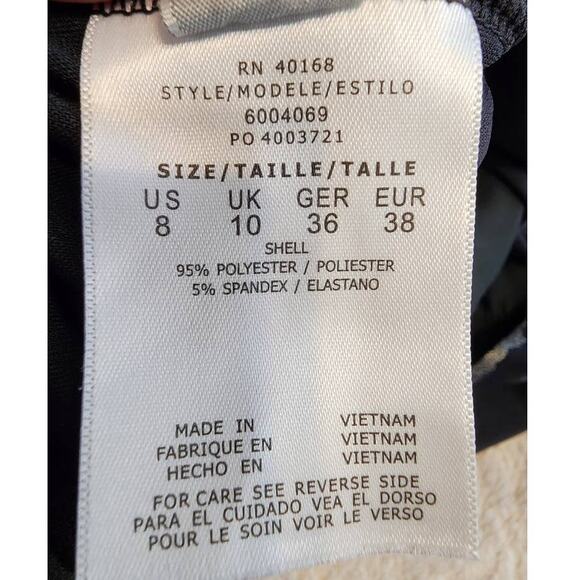 RN 40168
STYLE/MODELE/ESTILO
6004069
PO 4003721
SIZE/TAILLE/TALLE
US UK GER EUR
8 10 36 38
SHELL
95% POLYESTER / POLIESTER
5% SPANDEX / ELASTANO
MADE IN VIETNAM
FABRIQUE EN VIETNAM
HECHO EN VIETNAM
FOR CARE SEE REVERSE SIDE
PARA EL CUIDADO VEA EL DORSO
POUR LE SOIN VOIR LE VERSO